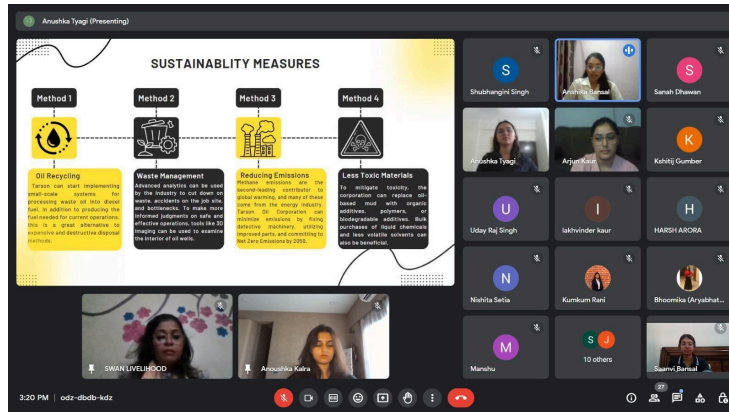 Anushka Tyagi (Presenting)
SUSTAINABLITY MEASURES
Method 1
Method 2
Method 3
Method 4
Oil Recycling
Tarson can start implementing
small-scale systems for
processing waste oil into diesel
fuel. In addition to producing the
fuel needed for current operations,
this is a great alternative to
expensive and destructive disposal
methods.
Waste Management
Advanced analytics can be used
by the industry to cut down on
waste, accidents on the job site,
and bottlenecks. To make more
informed judgments on safe and
effective operations, tools like 3D
imaging can be used to examine
the interior of oil wells.
Reducing Emissions
Methane emissions are the
second-leading contributor to
global warming, and many of these
come from the energy industry.
Tarson Oil Corporation can
minimize emissions by fixing
defective machinery, utilizing
improved parts, and committing to
Net Zero Emissions by 2050.
Less Toxic Materials
To mitigate toxicity, the
corporation can replace oil-
based mud with organic
additives, polymers, or
biodegradable additives. Bulk
purchases of liquid chemicals
and less volatile solvents can
also be beneficial.
S
Shubhangini Singh
Anshika Bansal
S
Sanah Dhawan
Anushka Tyagi
Arjun Kaur
K
Kshitij Gumber
U
Uday Raj Singh
l
lakhvinder kaur
H
HARSH ARORA
N
Nishita Setia
Kumkum Rani
Bhoomika (Aryabhat...
M
Manshu
S J
10 others
Saanvi Bansal
SWAN LIVELIHOOD
Anoushka Kalra
3:20 PM | odz-dbdb-kdz
27